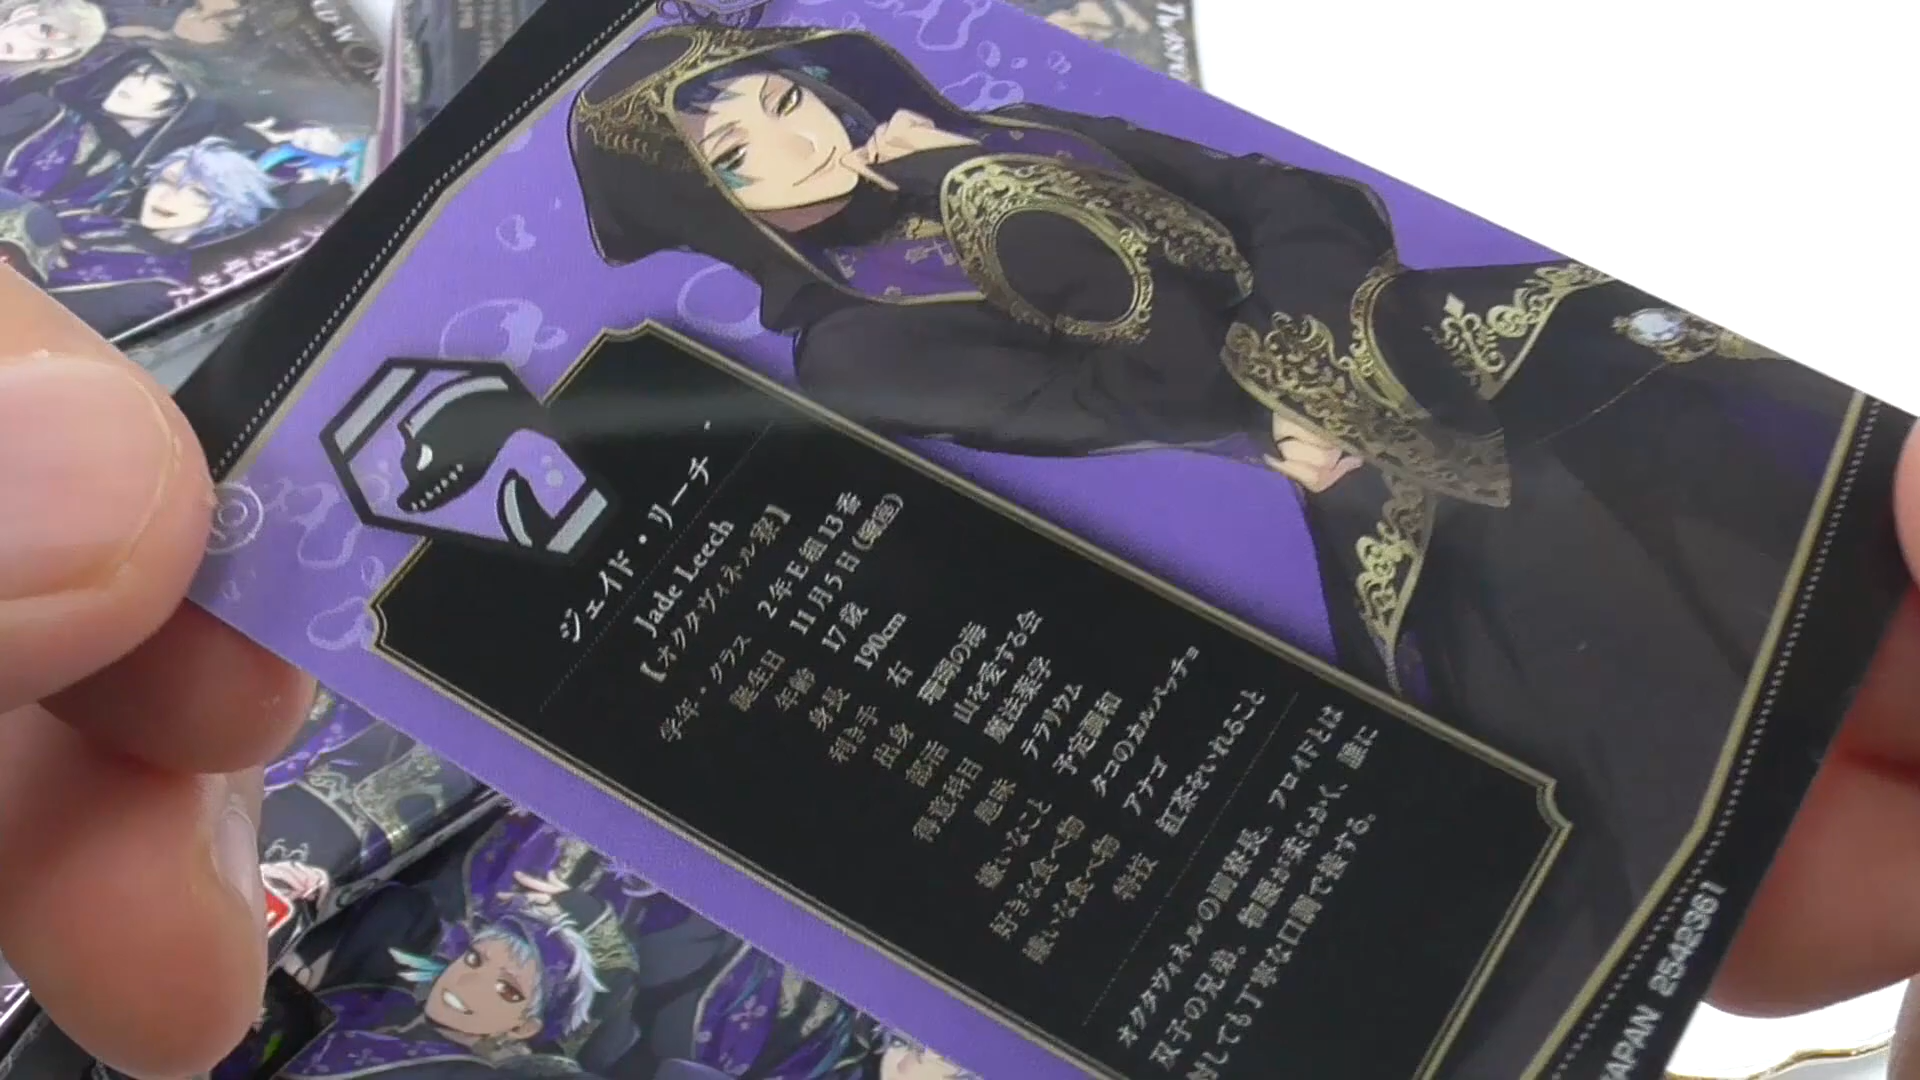 ジェイド・リーチ
Jade Leech
【オクタヴィネル寮】
学年・クラス 2年E組 13番
誕生日 11月5日(蠍座)
年齢 17歳
身長 190cm
利き手 右
出身 珊瑚の海
部活 山を愛する会
得意科目 魔法薬学
趣味 テラリウム
嫌いなこと 予定調和
好きな食べ物 タコのカルパッチョ
嫌いな食べ物 アナゴ
特技 紅茶をいれること
オクタヴィネルの副寮長。フロイドとは
双子の兄弟。物腰が柔らかく、誰に
対しても丁寧な口調で接する。
JAPAN 2542361